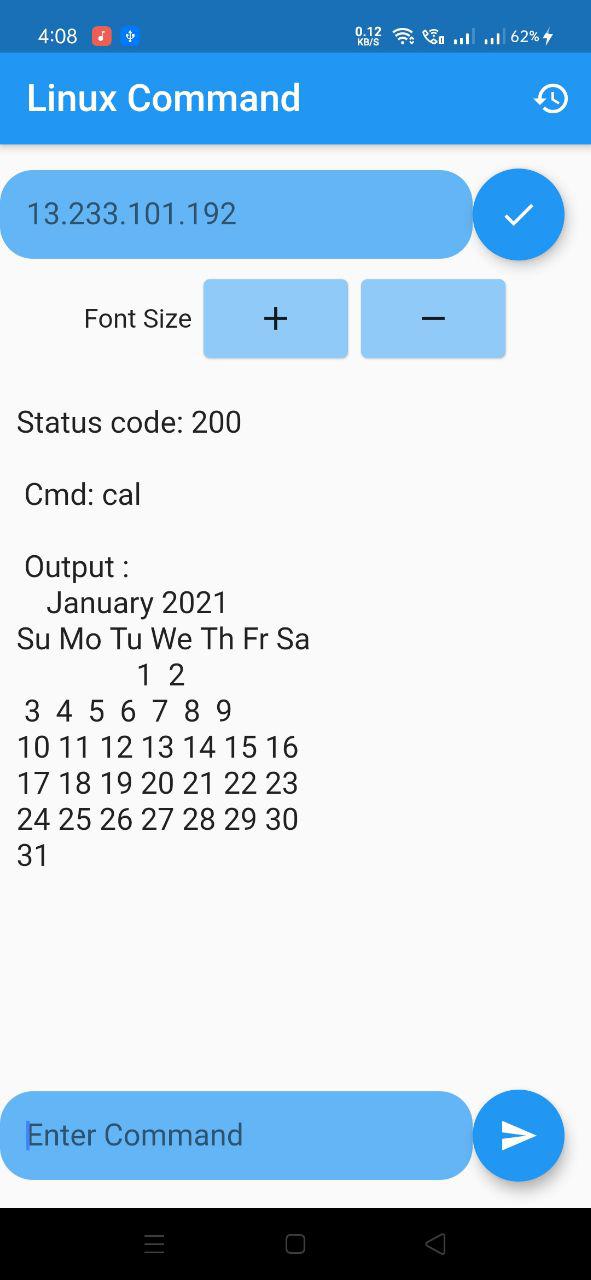 4:08 0.12 KB/S 62%
Linux Command
13.233.101.192
Font Size + −
Status code: 200
Cmd: cal
Output :
January 2021
Su Mo Tu We Th Fr Sa
1 2
3 4 5 6 7 8 9
10 11 12 13 14 15 16
17 18 19 20 21 22 23
24 25 26 27 28 29 30
31
Enter Command